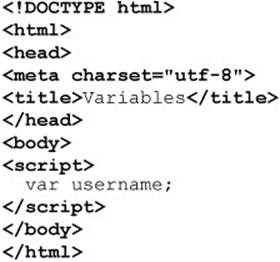 <!DOCTYPE html>
<html>
<head>
<meta charset="utf-8">
<title>Variables</title>
</head>
<body>
<script>
  var username;
</script>
</body>
</html>